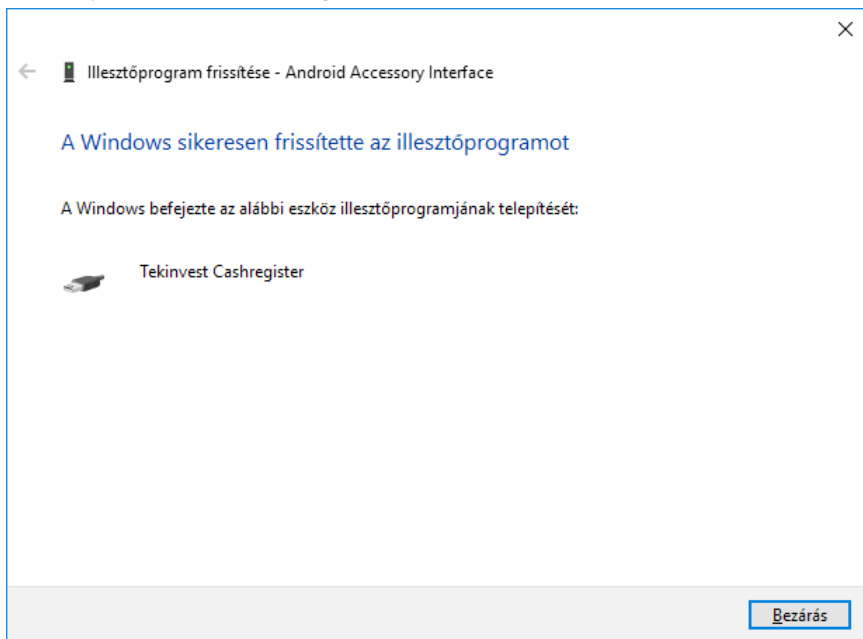 Illesztőprogram frissítése - Android Accessory Interface
A Windows sikeresen frissítette az illesztőprogramot
A Windows befejezte az alábbi eszköz illesztőprogramjának telepítését:
Tekinvest Cashregister
Bezárás